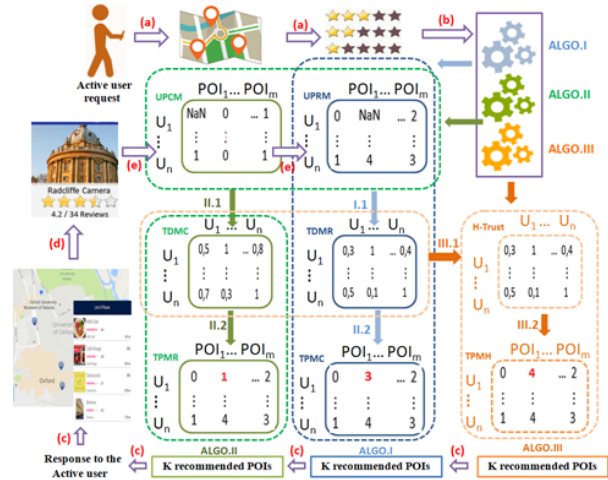 (a)
(a)
(b)
Active user
request
ALGO.I
ALGO.II
ALGO.III
UPCM
POI1... POIm
U1
⋮
Un
NaN 0 ... 1
⋮ ⋮ ⋮
1 0 1
UPRM
POI1... POIm
0 NaN ... 2
⋮ ⋮ ⋮
1 4 3
(e)
(e)
Radcliffe Camera
4.2 / 34 Reviews
(d)
II.1
I.1
TDMC
U1 ... Un
U1
⋮
Un
0,5 1 ... 0,8
⋮ ⋮ ⋮
0,7 0,3 1
TDMR
U1 ... Un
0,3 1 ... 0,4
⋮ ⋮ ⋮
0,5 0,1 1
III.1
H-Trust
U1 ... Un
U1
⋮
Un
0,3 1 ... 0,4
⋮ ⋮ ⋮
0,5 0,1 1
II.2
II.2
III.2
TPMR
POI1... POIm
U1
⋮
Un
0 1 ... 2
⋮ ⋮ ⋮
1 4 3
TPMC
POI1... POIm
0 3 ... 2
⋮ ⋮ ⋮
1 4 3
TPMH
POI1... POIm
U1
⋮
Un
0 4 ... 2
⋮ ⋮ ⋮
1 4 3
Oxford
(c)
Response to the
Active user
(c)
ALGO.II
K recommended POIs
(c)
ALGO.I
K recommended POIs
(c)
ALGO.III
K recommended POIs